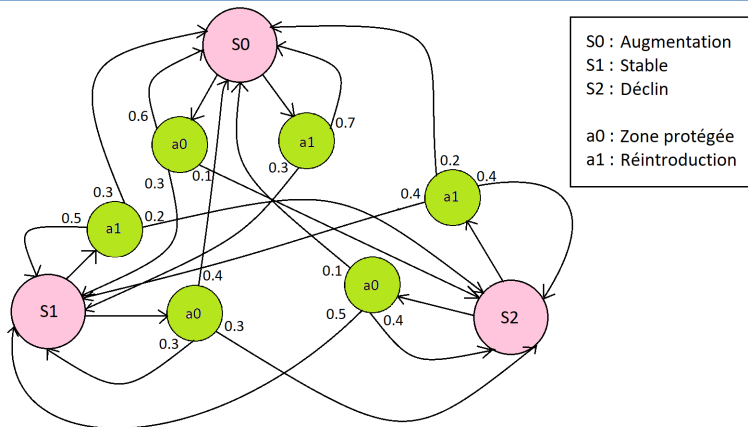 S0
S0 : Augmentation
S1 : Stable
S2 : Déclin
a0 : Zone protégée
a1 : Réintroduction
0.6
a0
0.3
0.1
a1
0.7
0.3
0.2
0.4
a1
0.4
0.3
0.5
a1
0.2
S1
0.4
a0
0.3
0.3
0.1
a0
0.5
0.4
S2